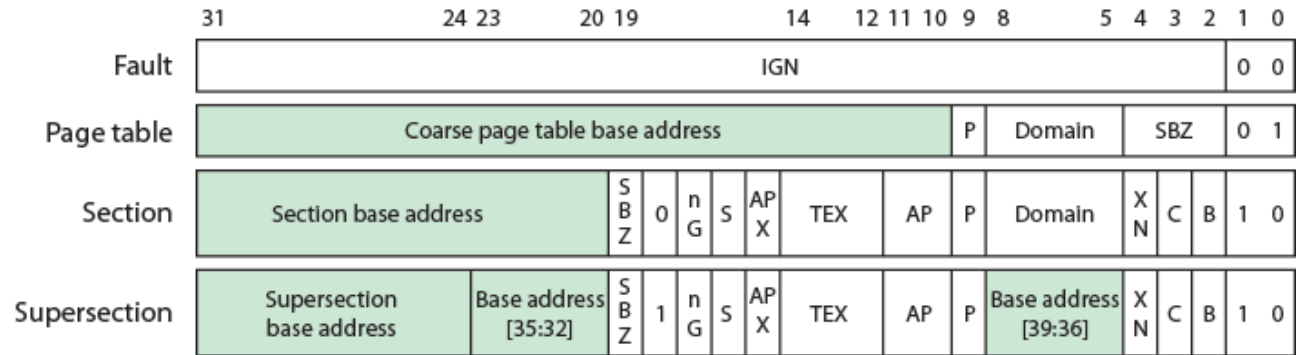 31 24 23 20 19 14 12 11 10 9 8 5 4 3 2 1 0
Fault IGN 0 0
Page table Coarse page table base address P Domain SBZ 0 1
Section Section base address S B Z 0 n G S AP X TEX AP P Domain X N C B 1 0
Supersection Supersection base address Base address [35:32] S B Z 1 n G S AP X TEX AP P Base address [39:36] X N C B 1 0